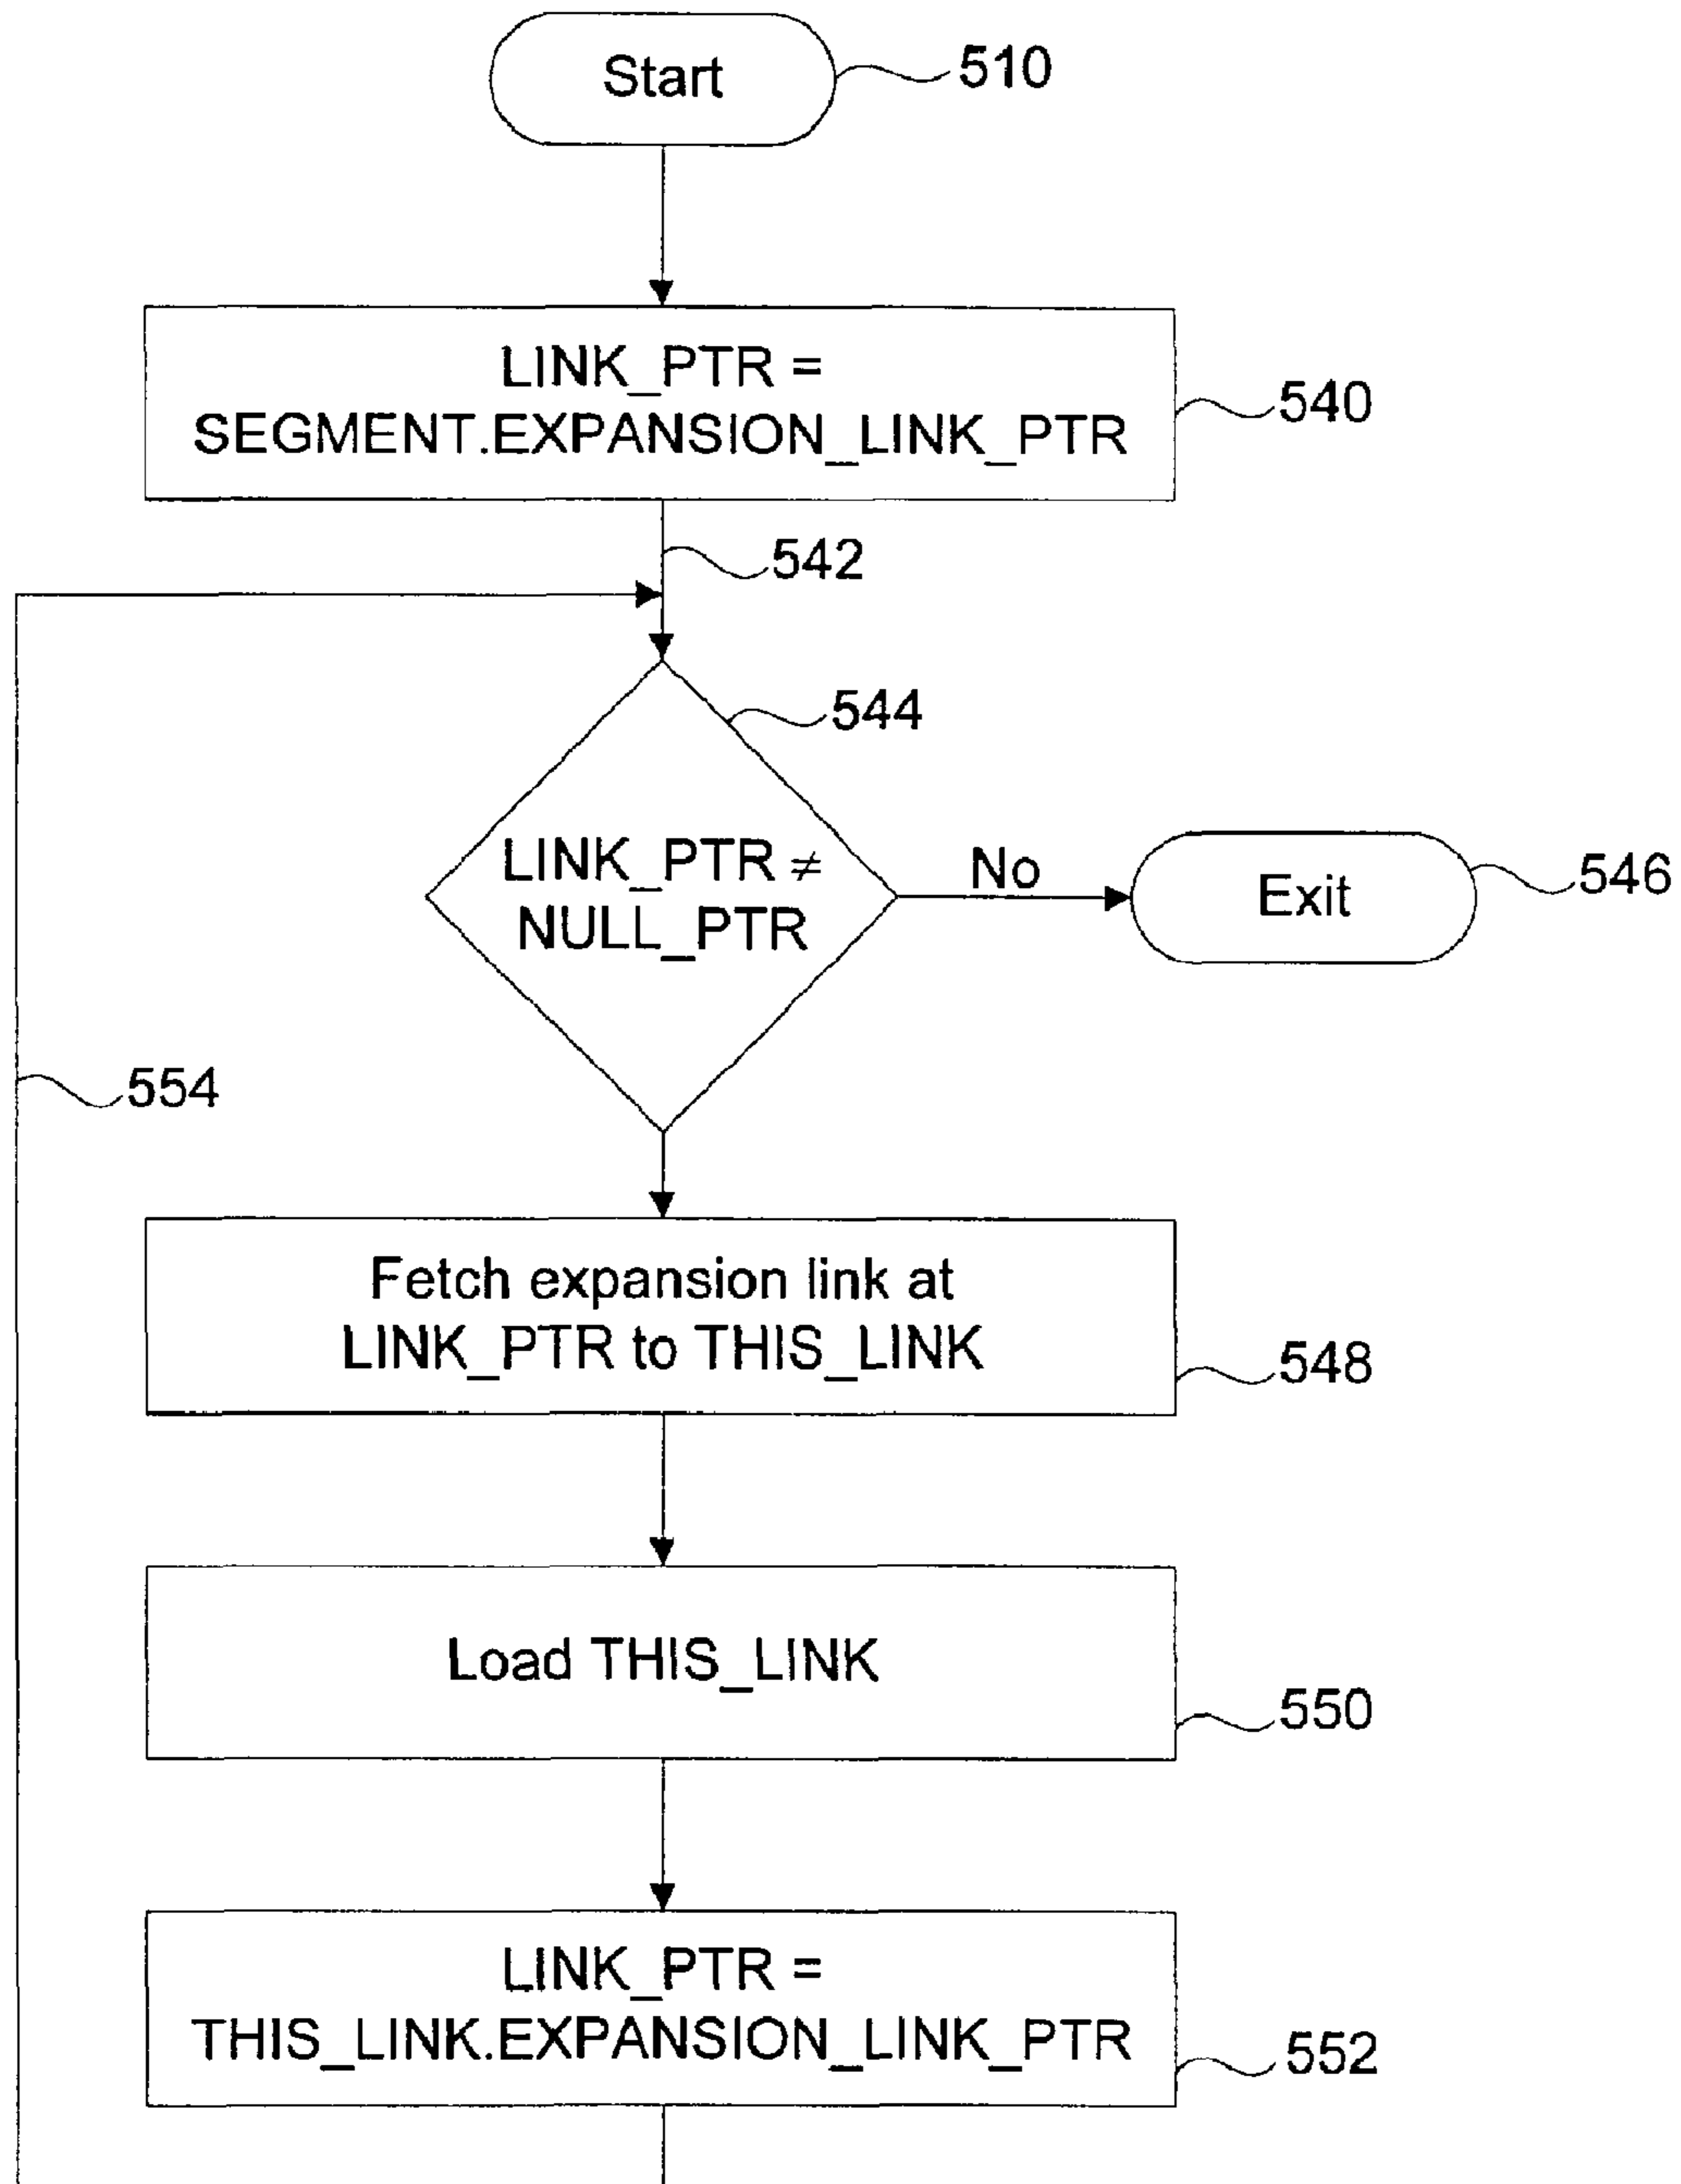 Start
510
LINK_PTR =
SEGMENT.EXPANSION_LINK_PTR
540
542
544
LINK_PTR ≠
NULL_PTR
No
Exit
546
554
Fetch expansion link at
LINK_PTR to THIS_LINK
548
Load THIS_LINK
550
LINK_PTR =
THIS_LINK.EXPANSION_LINK_PTR
552